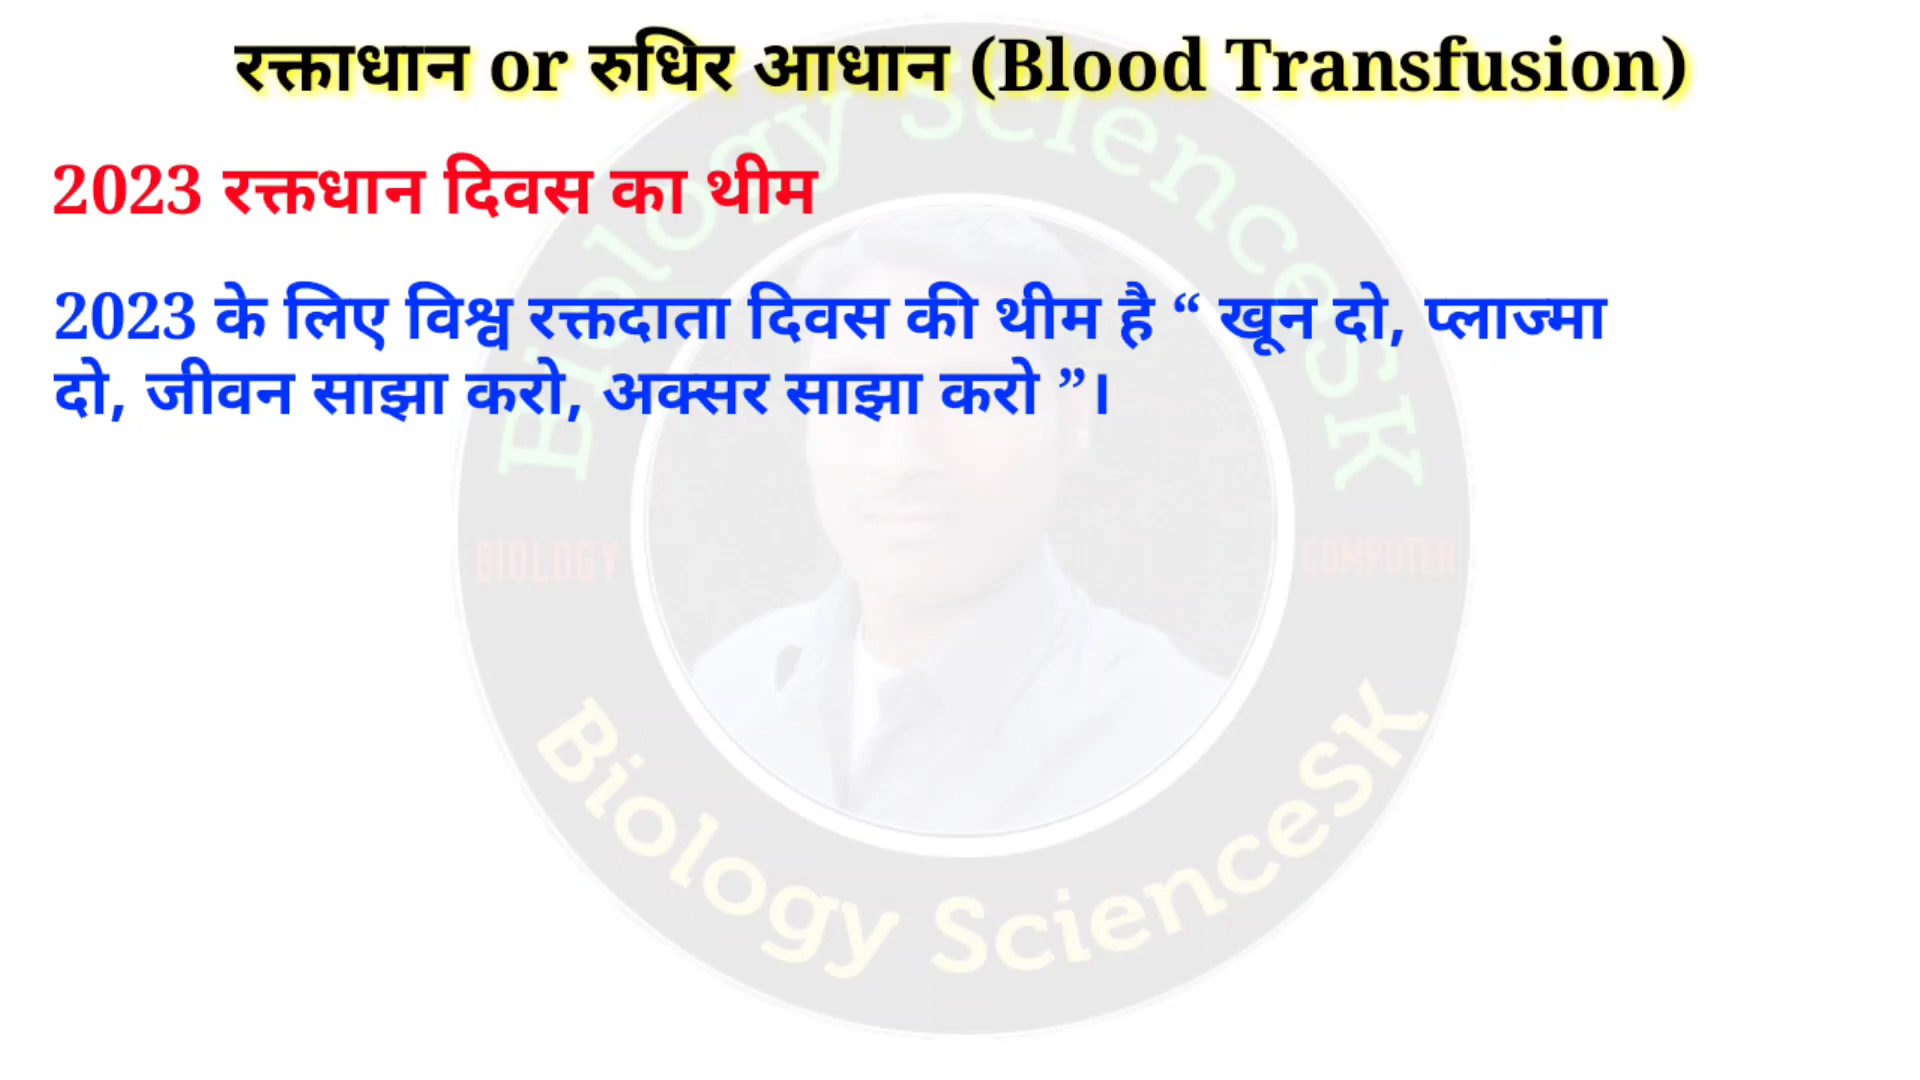 रक्ताधान or रुधिर आधान (Blood Transfusion)
2023 रक्तधान दिवस का थीम
2023 के लिए विश्व रक्तदाता दिवस की थीम है “ खून दो, प्लाज्मा
दो, जीवन साझा करो, अक्सर साझा करो ”।
Biology ScienceSK
BIOLOGY
COMPUTER
Biology ScienceSK